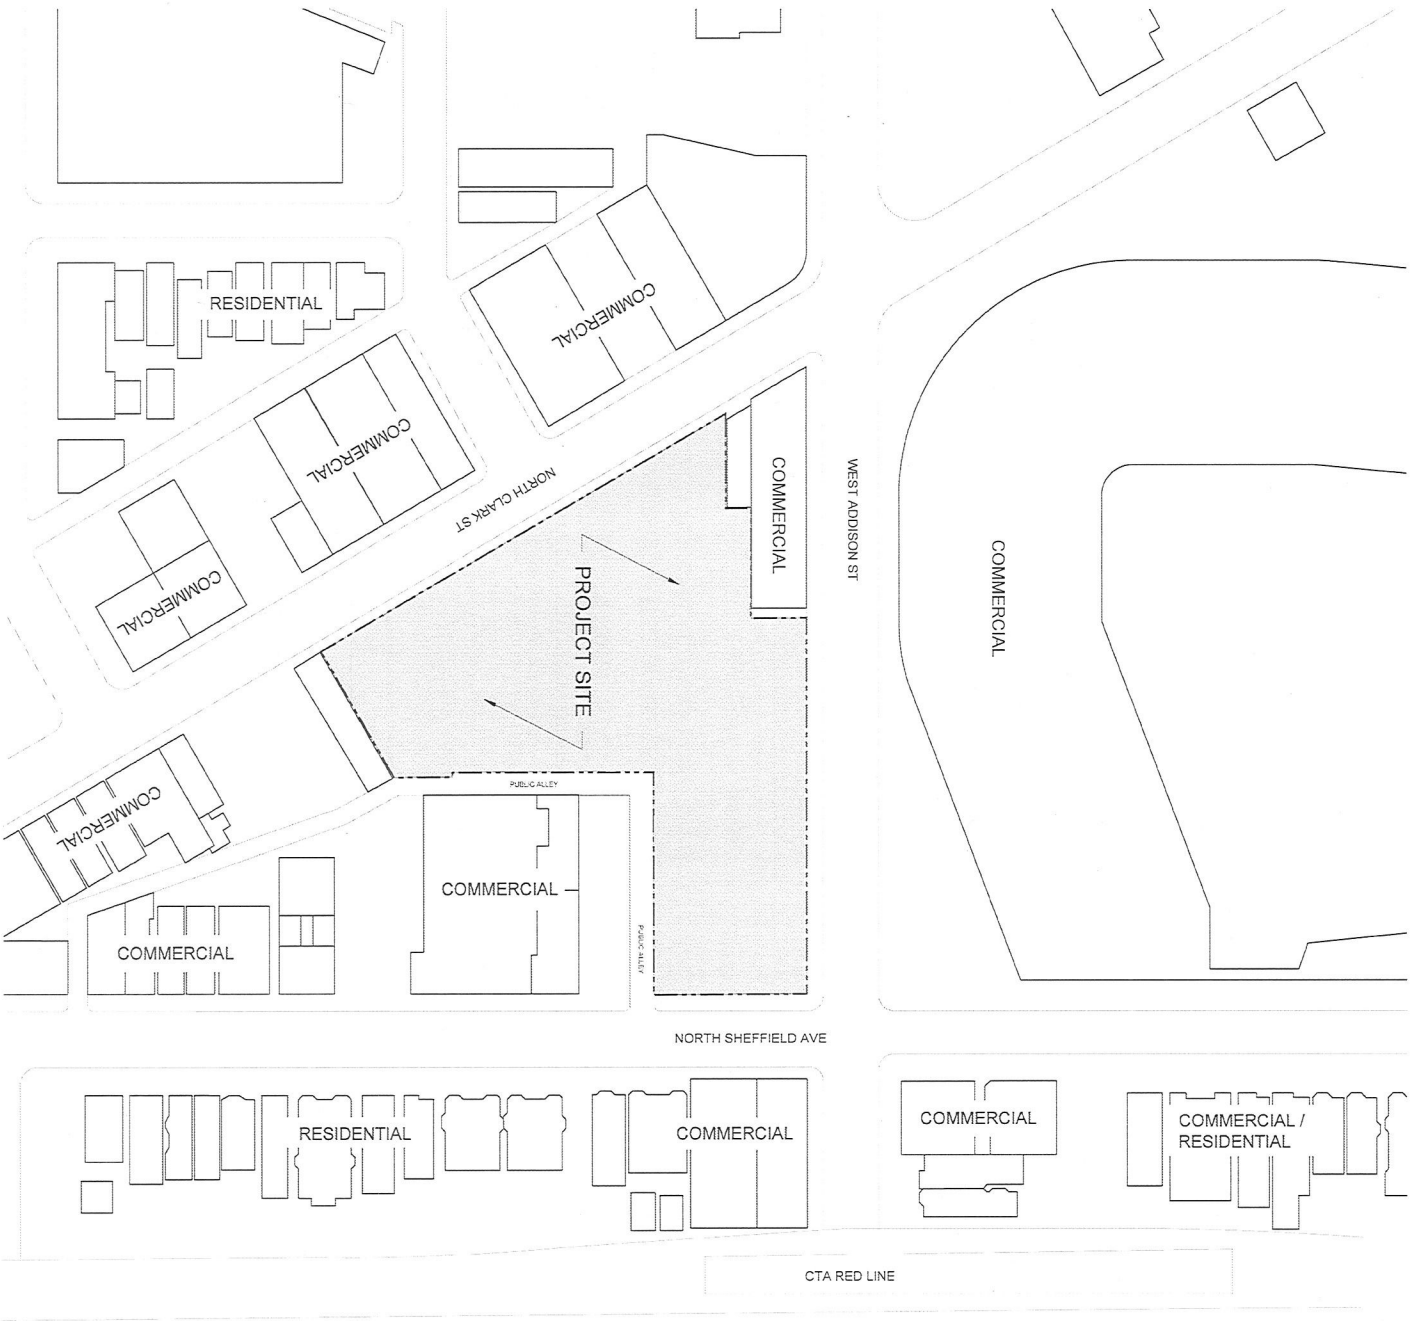 RESIDENTIAL
COMMERCIAL
COMMERCIAL
NORTH CLARK ST
COMMERCIAL
WEST ADDISON ST
COMMERCIAL
COMMERCIAL
PROJECT SITE
PUBLIC ALLEY
COMMERCIAL
COMMERCIAL
COMMERCIAL
PUBLIC ALLEY
NORTH SHEFFIELD AVE
RESIDENTIAL
COMMERCIAL
COMMERCIAL
COMMERCIAL /
RESIDENTIAL
CTA RED LINE